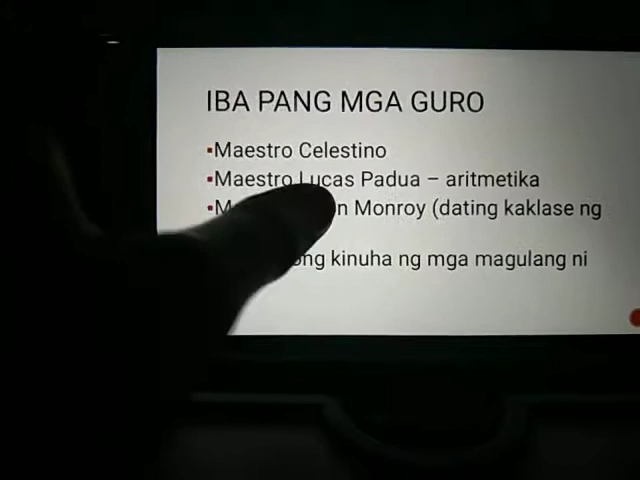 IBA PANG MGA GURO
▪Maestro Celestino
▪Maestro Lucas Padua – aritmetika
Monroy (dating kaklase ng
kinuha ng mga magulang ni